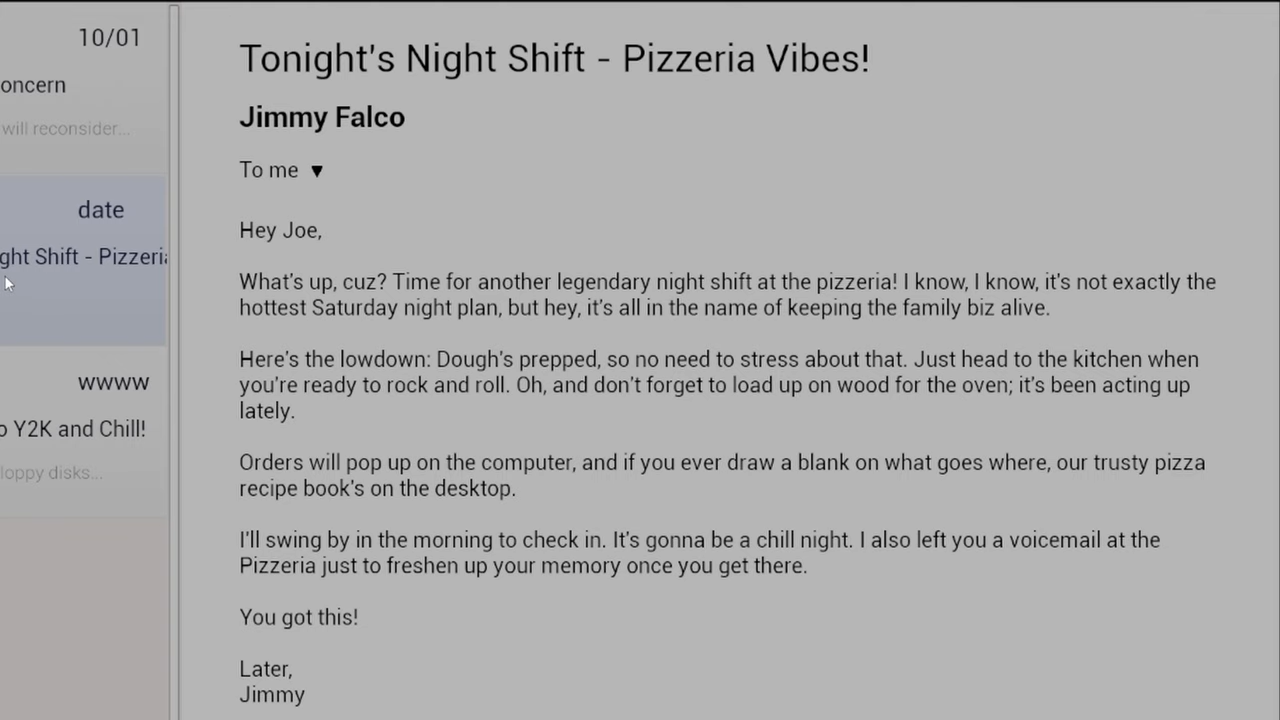 10/01
oncern
will reconsider...
date
ght Shift - Pizzeria
wwww
o Y2K and Chill!
loppy disks...
Tonight's Night Shift - Pizzeria Vibes!
Jimmy Falco
To me ▼
Hey Joe,
What's up, cuz? Time for another legendary night shift at the pizzeria! I know, I know, it's not exactly the
hottest Saturday night plan, but hey, it's all in the name of keeping the family biz alive.
Here's the lowdown: Dough's prepped, so no need to stress about that. Just head to the kitchen when
you're ready to rock and roll. Oh, and don't forget to load up on wood for the oven; it's been acting up
lately.
Orders will pop up on the computer, and if you ever draw a blank on what goes where, our trusty pizza
recipe book's on the desktop.
I'll swing by in the morning to check in. It's gonna be a chill night. I also left you a voicemail at the
Pizzeria just to freshen up your memory once you get there.
You got this!
Later,
Jimmy